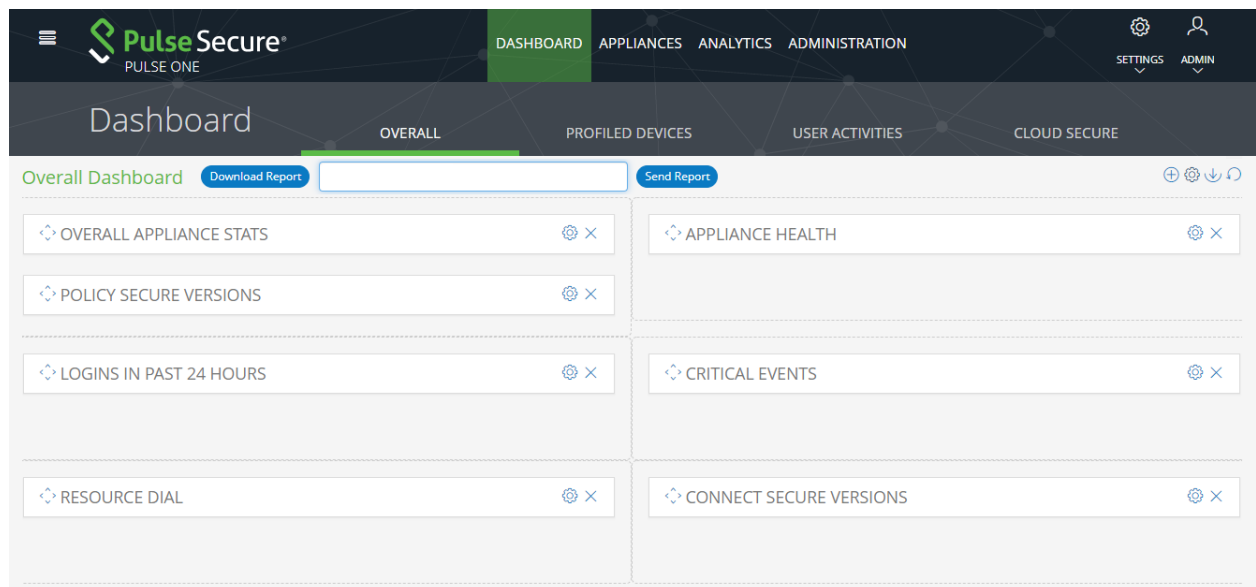 Pulse Secure®
PULSE ONE
DASHBOARD APPLIANCES ANALYTICS ADMINISTRATION
SETTINGS ADMIN
Dashboard OVERALL PROFILED DEVICES USER ACTIVITIES CLOUD SECURE
Overall Dashboard Download Report Send Report
OVERALL APPLIANCE STATS APPLIANCE HEALTH
POLICY SECURE VERSIONS
LOGINS IN PAST 24 HOURS CRITICAL EVENTS
RESOURCE DIAL CONNECT SECURE VERSIONS